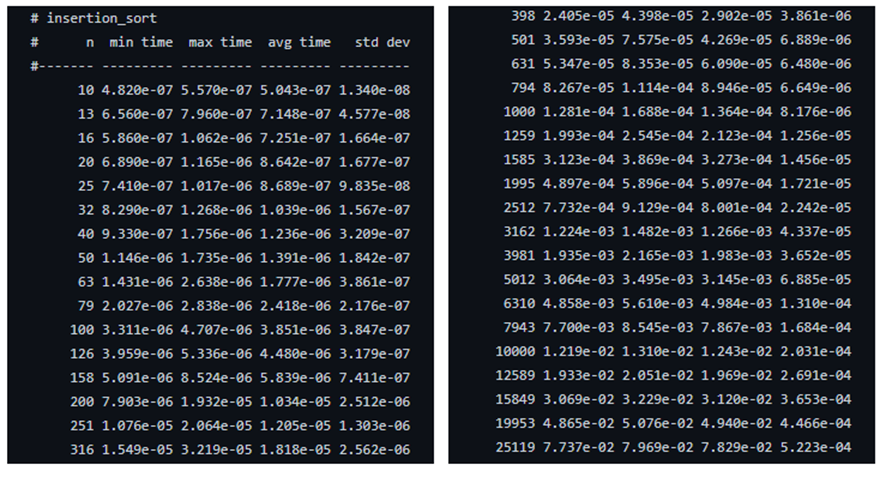 # insertion_sort
#      n  min time  max time  avg time   std dev
#------- --------- --------- --------- ---------
10 4.820e-07 5.570e-07 5.043e-07 1.340e-08
13 6.560e-07 7.960e-07 7.148e-07 4.577e-08
16 5.860e-07 1.062e-06 7.251e-07 1.664e-07
20 6.890e-07 1.165e-06 8.642e-07 1.677e-07
25 7.410e-07 1.017e-06 8.689e-07 9.835e-08
32 8.290e-07 1.268e-06 1.039e-06 1.567e-07
40 9.330e-07 1.756e-06 1.236e-06 3.209e-07
50 1.146e-06 1.735e-06 1.391e-06 1.842e-07
63 1.431e-06 2.638e-06 1.777e-06 3.861e-07
79 2.027e-06 2.838e-06 2.418e-06 2.176e-07
100 3.311e-06 4.707e-06 3.851e-06 3.847e-07
126 3.959e-06 5.336e-06 4.480e-06 3.179e-07
158 5.091e-06 8.524e-06 5.839e-06 7.411e-07
200 7.903e-06 1.932e-05 1.034e-05 2.512e-06
251 1.076e-05 2.064e-05 1.205e-05 1.303e-06
316 1.549e-05 3.219e-05 1.818e-05 2.562e-06
398 2.405e-05 4.398e-05 2.902e-05 3.861e-06
501 3.593e-05 7.575e-05 4.269e-05 6.889e-06
631 5.347e-05 8.353e-05 6.090e-05 6.480e-06
794 8.267e-05 1.114e-04 8.946e-05 6.649e-06
1000 1.281e-04 1.688e-04 1.364e-04 8.176e-06
1259 1.993e-04 2.545e-04 2.123e-04 1.256e-05
1585 3.123e-04 3.869e-04 3.273e-04 1.456e-05
1995 4.897e-04 5.896e-04 5.097e-04 1.721e-05
2512 7.732e-04 9.129e-04 8.001e-04 2.242e-05
3162 1.224e-03 1.482e-03 1.266e-03 4.337e-05
3981 1.935e-03 2.165e-03 1.983e-03 3.652e-05
5012 3.064e-03 3.495e-03 3.145e-03 6.885e-05
6310 4.858e-03 5.610e-03 4.984e-03 1.310e-04
7943 7.700e-03 8.545e-03 7.867e-03 1.684e-04
10000 1.219e-02 1.310e-02 1.243e-02 2.031e-04
12589 1.933e-02 2.051e-02 1.969e-02 2.691e-04
15849 3.069e-02 3.229e-02 3.120e-02 3.653e-04
19953 4.865e-02 5.076e-02 4.940e-02 4.466e-04
25119 7.737e-02 7.969e-02 7.829e-02 5.223e-04